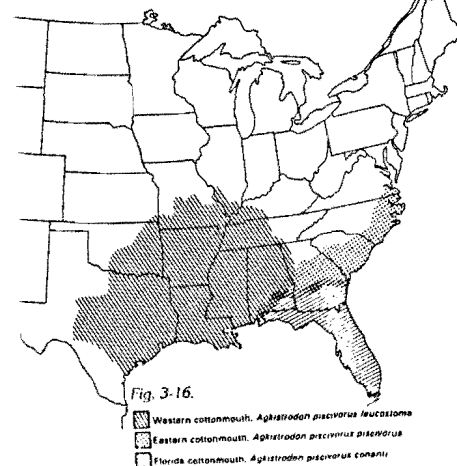 Fig. 3-16.
Western cottonmouth, Agkistrodon piscivorus leucostoma
Eastern cottonmouth, Agkistrodon piscivorus piscivorus
Florida cottonmouth, Agkistrodon piscivorus conanti